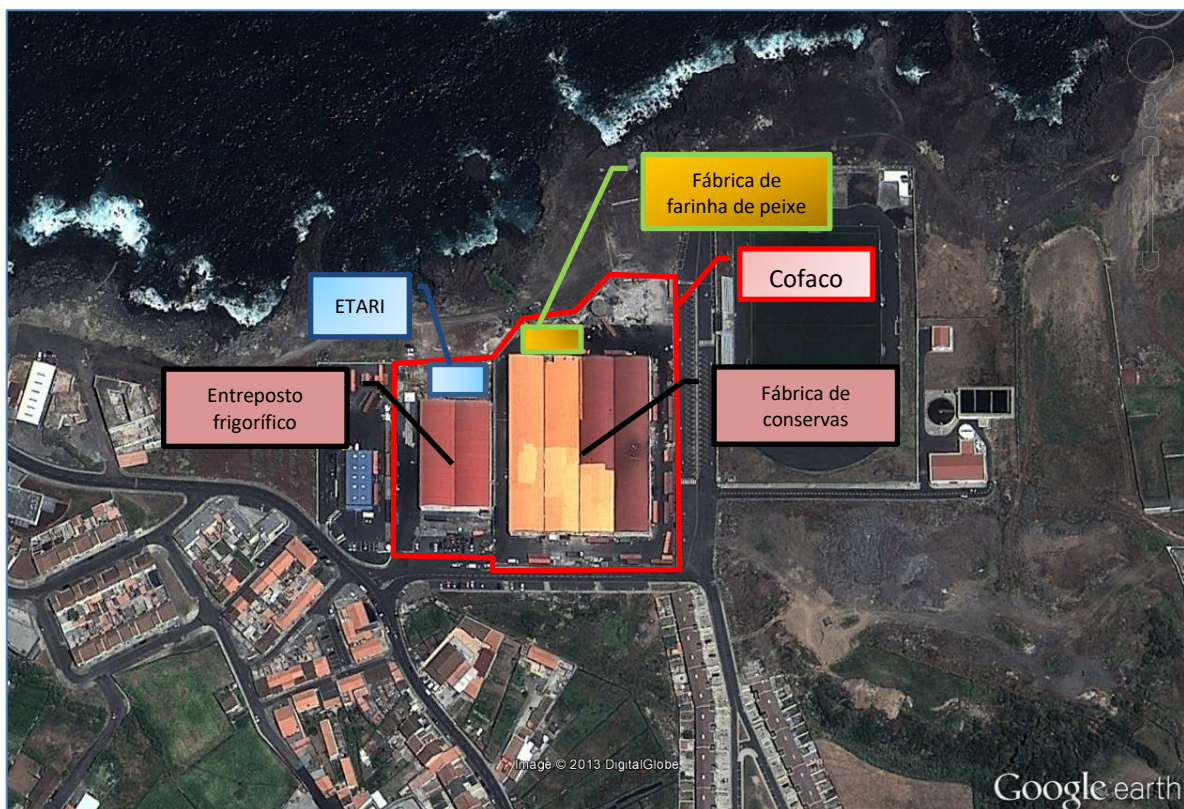 Fábrica de
farinha de peixe
Cofaco
ETARI
Entreposto
frigorífico
Fábrica de
conservas
Image © 2013 DigitalGlobe
Google earth